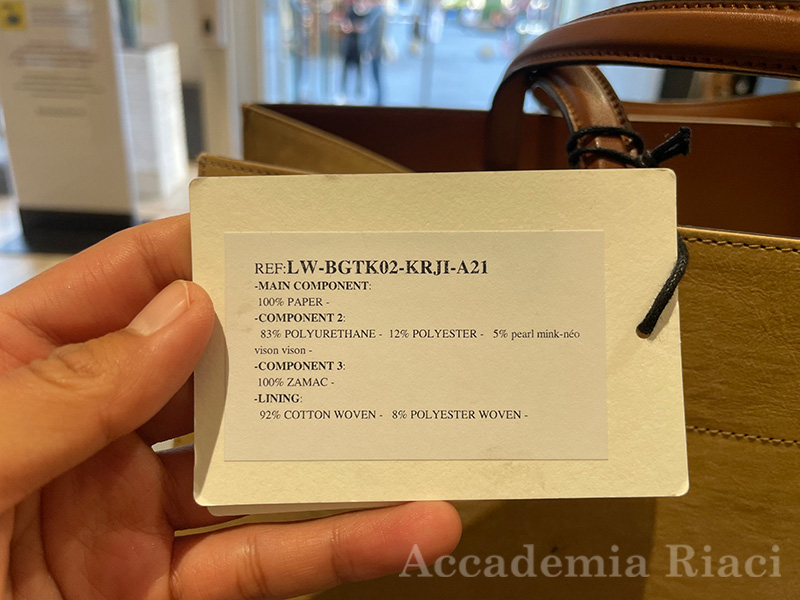 REF:LW-BGTK02-KRJI-A21
-MAIN COMPONENT:
100% PAPER -
-COMPONENT 2:
83% POLYURETHANE - 12% POLYESTER - 5% pearl mink-néo
vison vison -
-COMPONENT 3:
100% ZAMAC -
-LINING:
92% COTTON WOVEN - 8% POLYESTER WOVEN -
Accademia Riaci